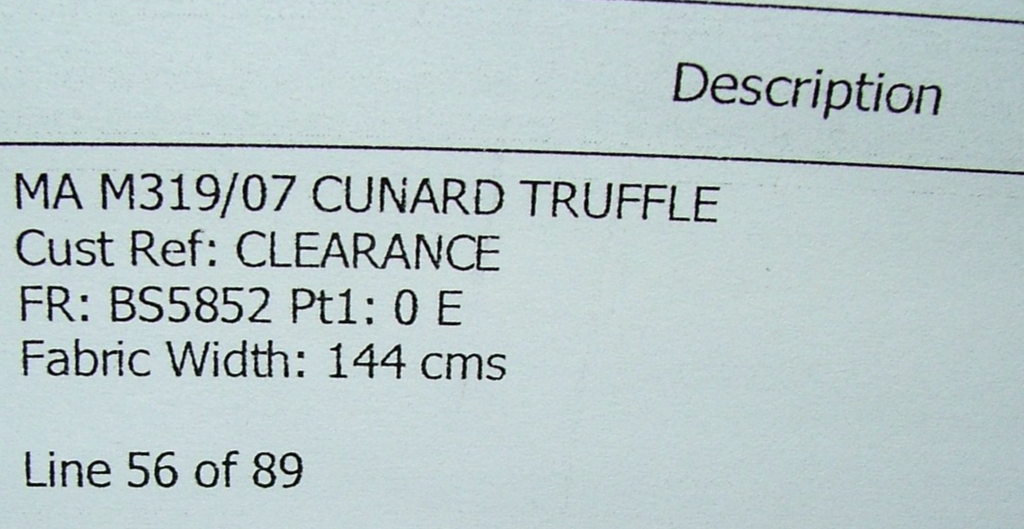 Description
MA M319/07 CUNARD TRUFFLE
Cust Ref: CLEARANCE
FR: BS5852 Pt1: 0 E
Fabric Width: 144 cms
Line 56 of 89